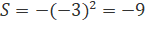 S = −(−3)² = −9